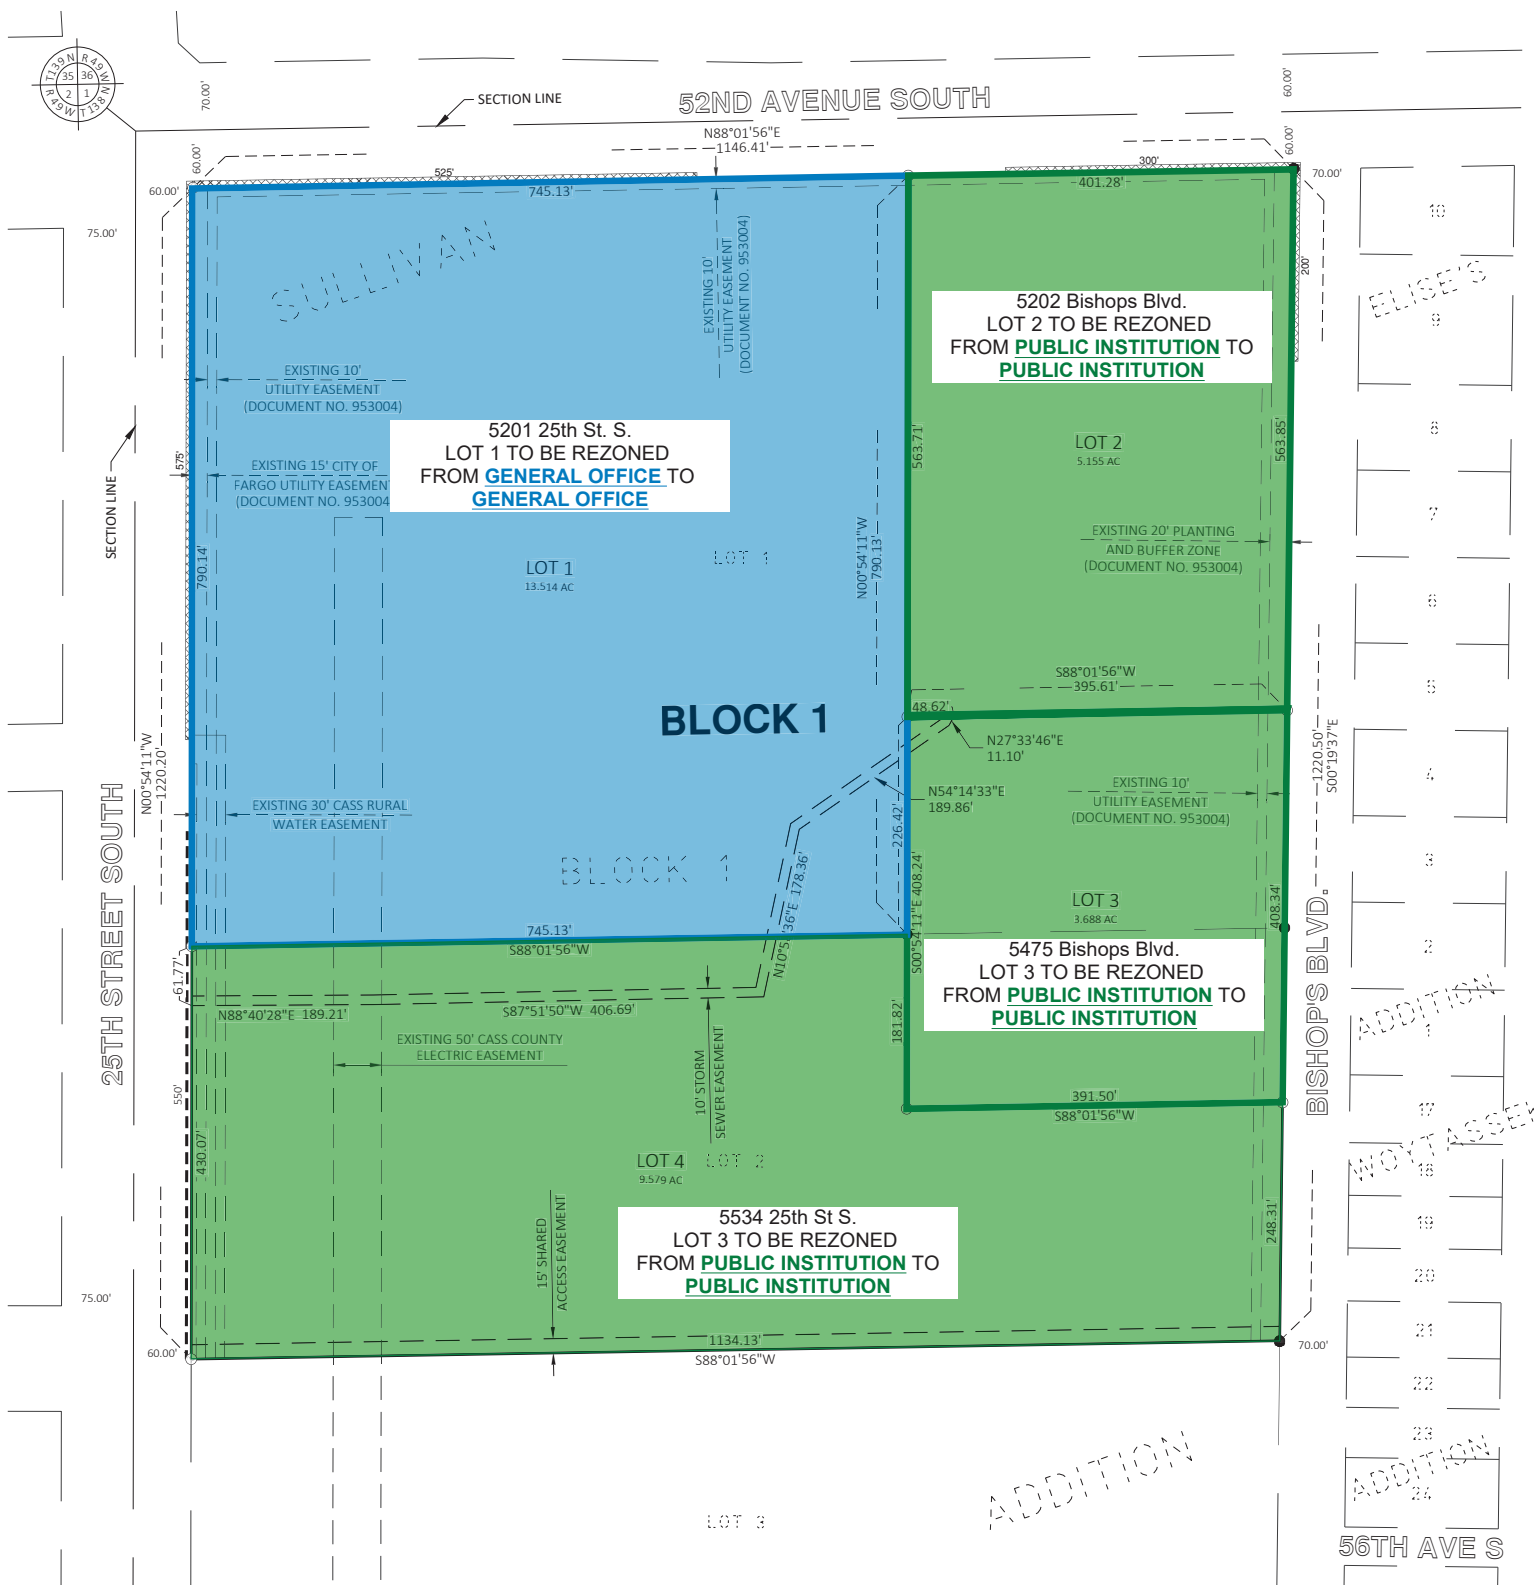 T139N R49W
35 36
2 1
R49W T138N
70.00'
SECTION LINE
52ND AVENUE SOUTH
60.00'
N88°01'56"E
1146.41'
60.00'
60.00'
60.00'
70.00'
525'
745.13'
300'
401.28'
75.00'
SULLIVAN
EXISTING 10'
UTILITY EASEMENT
(DOCUMENT NO. 953004)
200'
10
ELISE'S
9
5202 Bishops Blvd.
LOT 2 TO BE REZONED
FROM PUBLIC INSTITUTION TO
PUBLIC INSTITUTION
EXISTING 10'
UTILITY EASEMENT
(DOCUMENT NO. 953004)
5201 25th St. S.
LOT 1 TO BE REZONED
FROM GENERAL OFFICE TO
GENERAL OFFICE
563.71'
LOT 2
5.155 AC
563.85'
8
575'
EXISTING 15' CITY OF
FARGO UTILITY EASEMENT
(DOCUMENT NO. 953004
SECTION LINE
7
790.14'
LOT 1
13.514 AC
LOT 1
N00°54'11"W
790.13'
EXISTING 20' PLANTING
AND BUFFER ZONE
(DOCUMENT NO. 953004)
6
S88°01'56"W
395.61'
5
BLOCK 1
48.62'
N27°33'46"E
11.10'
N00°54'11"W
1220.20'
1220.50'
S00°19'37"E
4
EXISTING 10'
UTILITY EASEMENT
(DOCUMENT NO. 953004)
N54°14'33"E
189.86'
EXISTING 30' CASS RURAL
WATER EASEMENT
226.42'
25TH STREET SOUTH
BLOCK 1
178.36'
S00°54'11"E 408.24'
LOT 3
3.688 AC
408.34'
3
BISHOPS BLVD.
745.13'
S88°01'56"W
2
5475 Bishops Blvd.
LOT 3 TO BE REZONED
FROM PUBLIC INSTITUTION TO
PUBLIC INSTITUTION
61.77'
N88°40'28"E 189.21'
S87°51'50"W 406.69'
181.82'
ADDITION
1
EXISTING 50' CASS COUNTY
ELECTRIC EASEMENT
10' STORM
SEWER EASEMENT
550'
391.50'
S88°01'56"W
17
430.07'
LOT 4
9.579 AC
LOT 2
18
15' SHARED
ACCESS EASEMENT
5534 25th St S.
LOT 3 TO BE REZONED
FROM PUBLIC INSTITUTION TO
PUBLIC INSTITUTION
248.31'
19
20
75.00'
1134.13'
S88°01'56"W
60.00'
70.00'
21
22
23
ADDITION
ADDITION
24
LOT 3
56TH AVE S